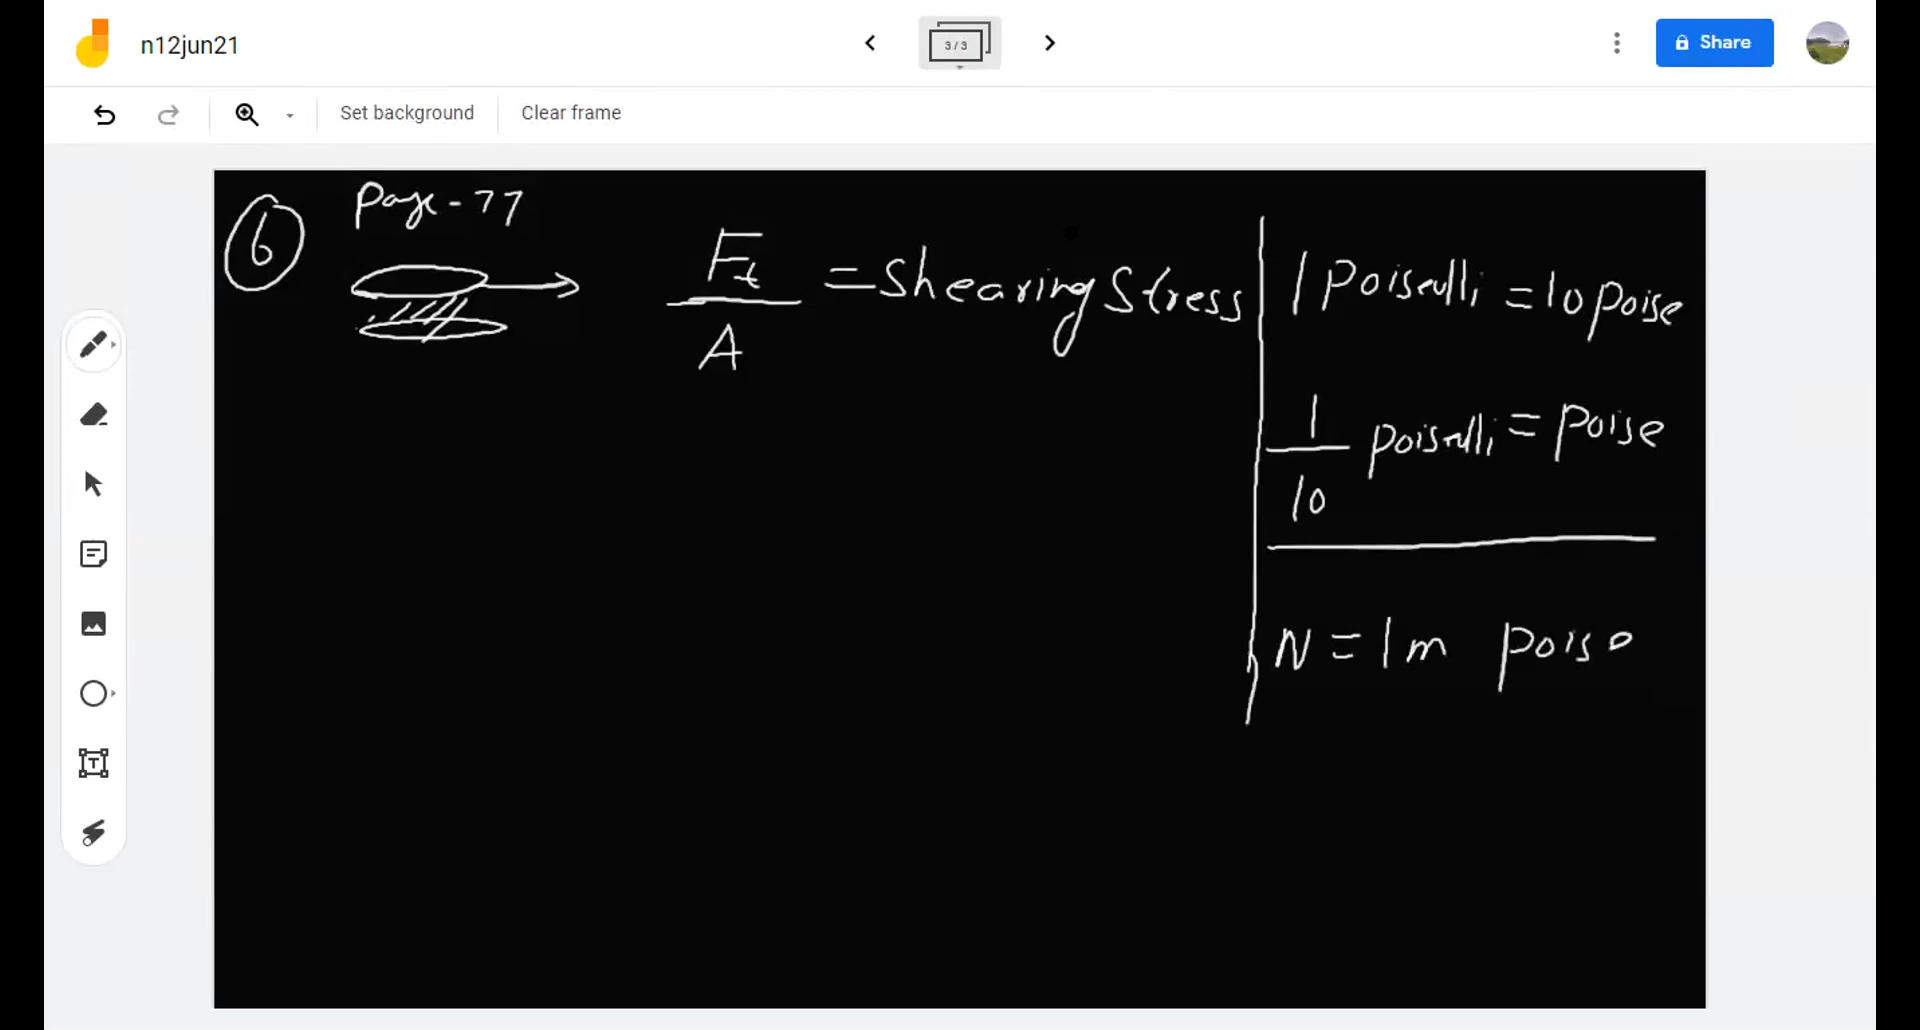 n12jun21
3 / 3
Share
Set background
Clear frame
6
Page - 77
Ft
A
= Shearing Stress
1 Poiseulli = 10 poise
1
10
poiseulli = poise
N = 1 m poise